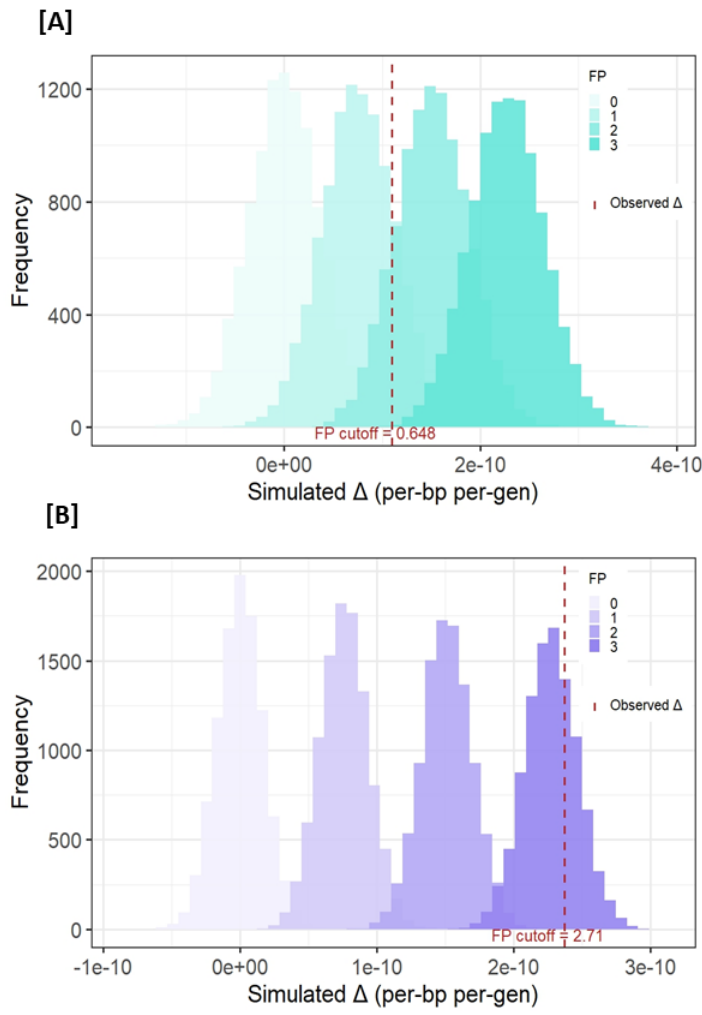 [A]
1200
800
400
0
Frequency
FP
0
1
2
3
Observed Δ
FP cutoff = 0.648
0e+00
2e-10
4e-10
Simulated Δ (per-bp per-gen)
[B]
2000
1500
1000
500
0
Frequency
FP
0
1
2
3
Observed Δ
FP cutoff = 2.71
-1e-10
0e+00
1e-10
2e-10
3e-10
Simulated Δ (per-bp per-gen)